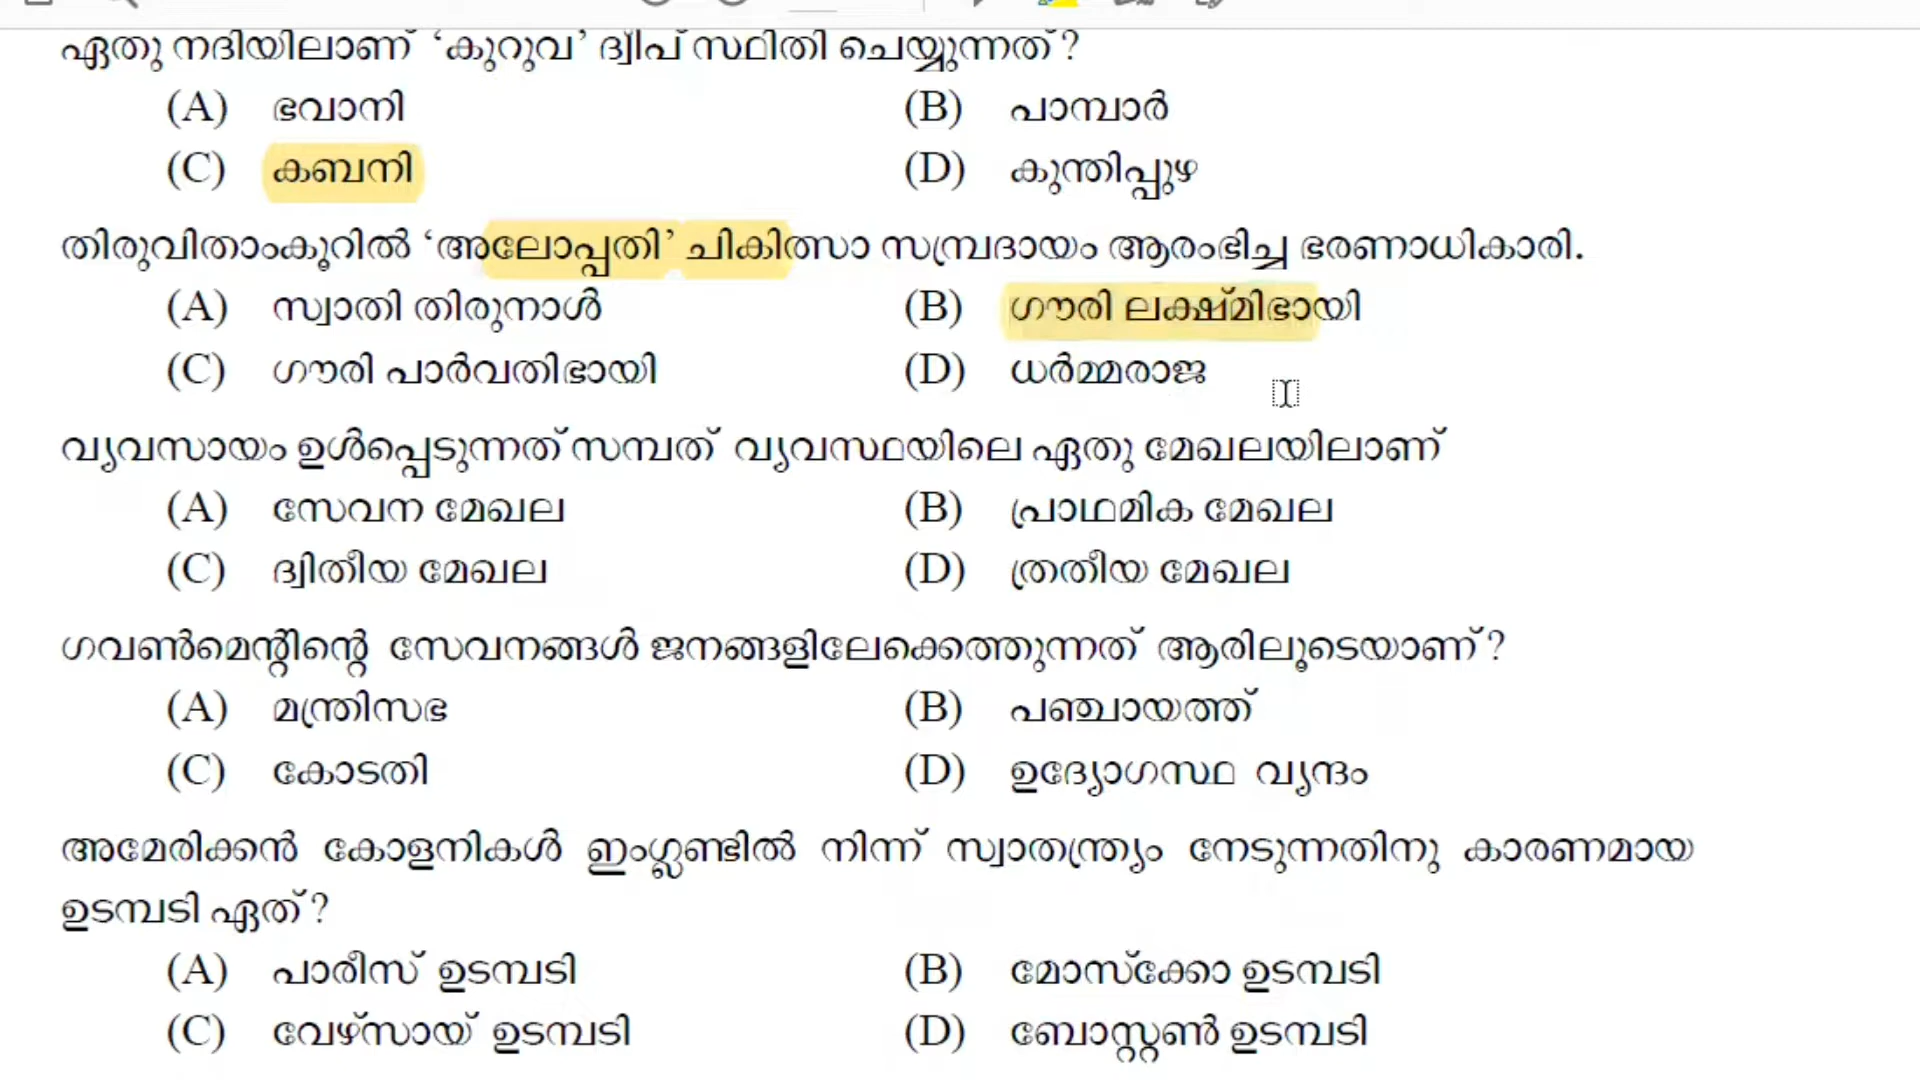 ഏതു നദിയിലാണ് ‘കുറുവ’ ദ്വീപ് സ്ഥിതി ചെയ്യുന്നത്?
(A) ഭവാനി (B) പാമ്പാർ
(C) കബനി (D) കുന്തിപ്പുഴ
തിരുവിതാംകൂറിൽ ‘അലോപ്പതി’ ചികിത്സാ സമ്പ്രദായം ആരംഭിച്ച ഭരണാധികാരി.
(A) സ്വാതി തിരുനാൾ (B) ഗൗരി ലക്ഷ്മിഭായി
(C) ഗൗരി പാർവതിഭായി (D) ധർമ്മരാജ
വ്യവസായം ഉൾപ്പെടുന്നത് സമ്പത് വ്യവസ്ഥയിലെ ഏതു മേഖലയിലാണ്
(A) സേവന മേഖല (B) പ്രാഥമിക മേഖല
(C) ദ്വിതീയ മേഖല (D) ത്രതീയ മേഖല
ഗവൺമെന്റിന്റെ സേവനങ്ങൾ ജനങ്ങളിലേക്കെത്തുന്നത് ആരിലൂടെയാണ്?
(A) മന്ത്രിസഭ (B) പഞ്ചായത്ത്
(C) കോടതി (D) ഉദ്യോഗസ്ഥ വൃന്ദം
അമേരിക്കൻ കോളനികൾ ഇംഗ്ലണ്ടിൽ നിന്ന് സ്വാതന്ത്ര്യം നേടുന്നതിനു കാരണമായ
ഉടമ്പടി ഏത്?
(A) പാരീസ് ഉടമ്പടി (B) മോസ്ക്കോ ഉടമ്പടി
(C) വേഴ്സായ് ഉടമ്പടി (D) ബോസ്റ്റൺ ഉടമ്പടി